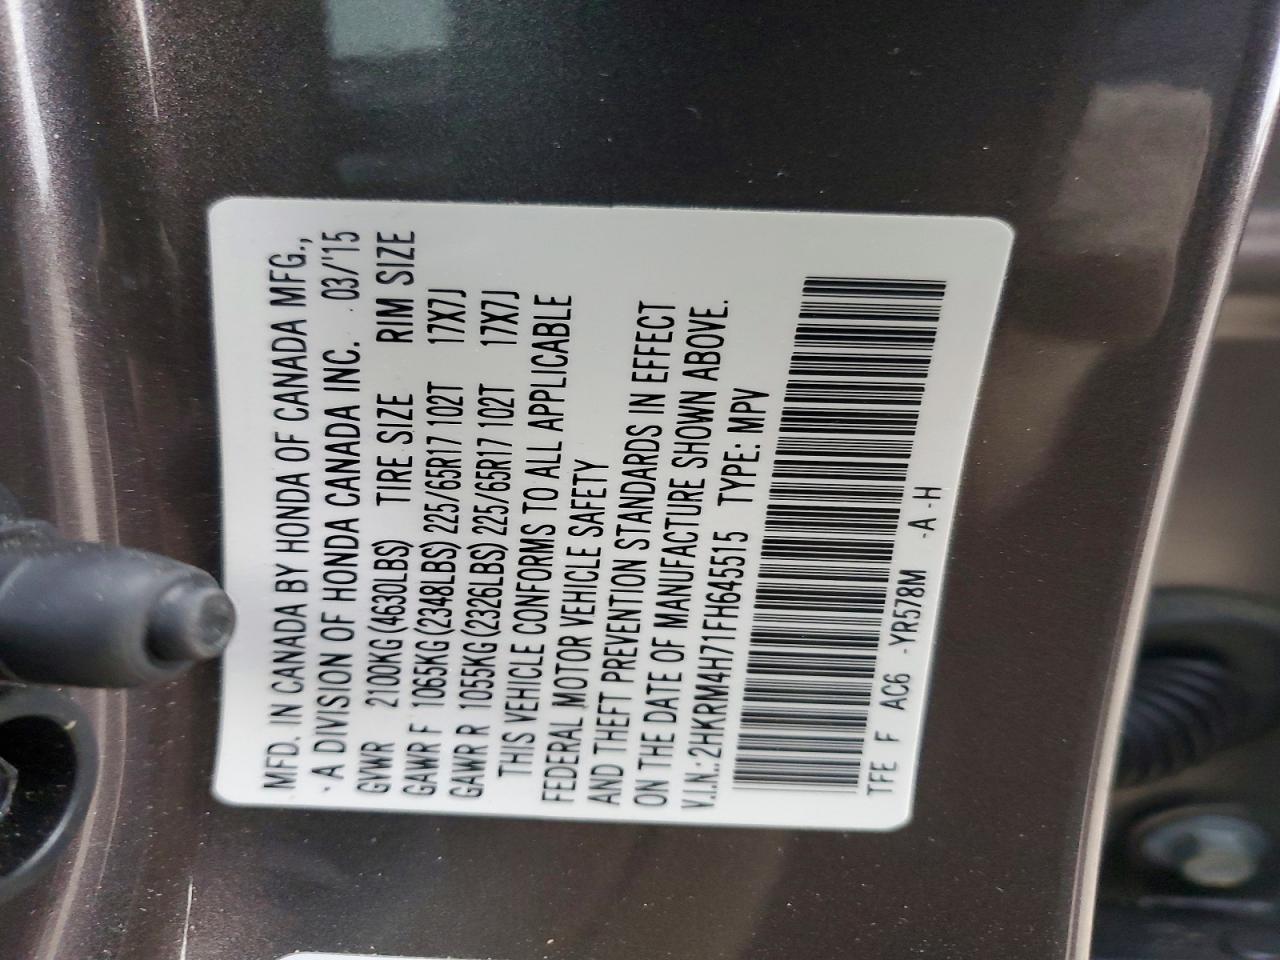 MFD. IN CANADA BY HONDA OF CANADA MFG.,
- A DIVISION OF HONDA CANADA INC. 03/'15
GVWR 2100KG (4630LBS) TIRE SIZE RIM SIZE
GAWR F 1065KG (2348LBS) 225/65R17 102T 17X7J
GAWR R 1055KG (2326LBS) 225/65R17 102T 17X7J
THIS VEHICLE CONFORMS TO ALL APPLICABLE
FEDERAL MOTOR VEHICLE SAFETY
AND THEFT PREVENTION STANDARDS IN EFFECT
ON THE DATE OF MANUFACTURE SHOWN ABOVE.
V.I.N.:2HKRM4H71FH645515 TYPE: MPV
TFE F AC6 -YR578M -A-H